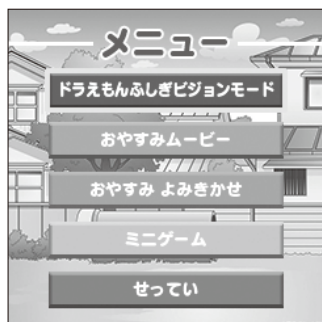 メニュー
ドラえもんふしぎビジョンモード
おやすみムービー
おやすみ よみきかせ
ミニゲーム
せってい